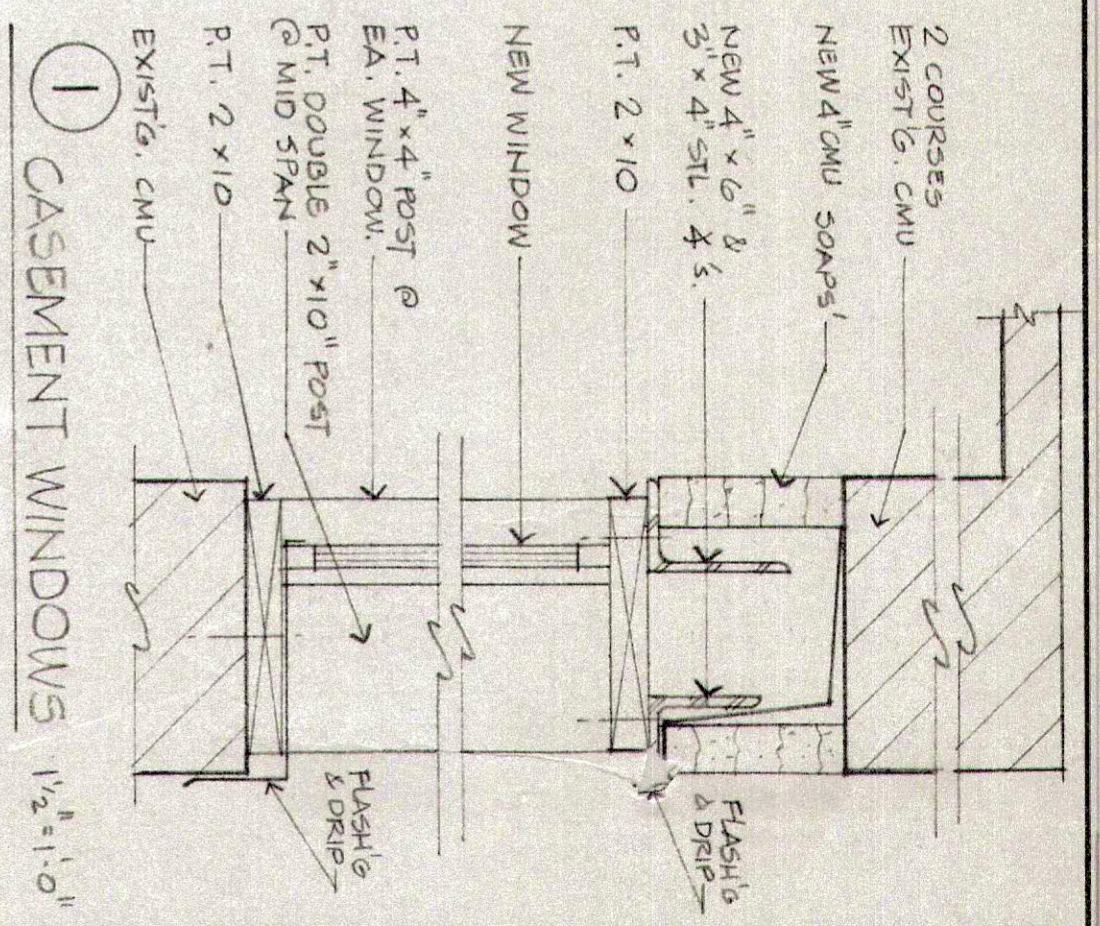 2 COURSES
EXIST'G. CMU
NEW 4" CMU SOAPS'
NEW 4" x 6" &
3" x 4" STL. ∡'s.
P.T. 2 x 10
NEW WINDOW
P.T. 4" x 4" POST @
EA. WINDOW.
P.T. DOUBLE 2" x 10" POST
@ MID SPAN
P.T. 2 x 10
EXIST'G. CMU
FLASH'G
& DRIP
FLASH'G
& DRIP
1 CASEMENT WINDOWS 1 1/2" = 1'-0"